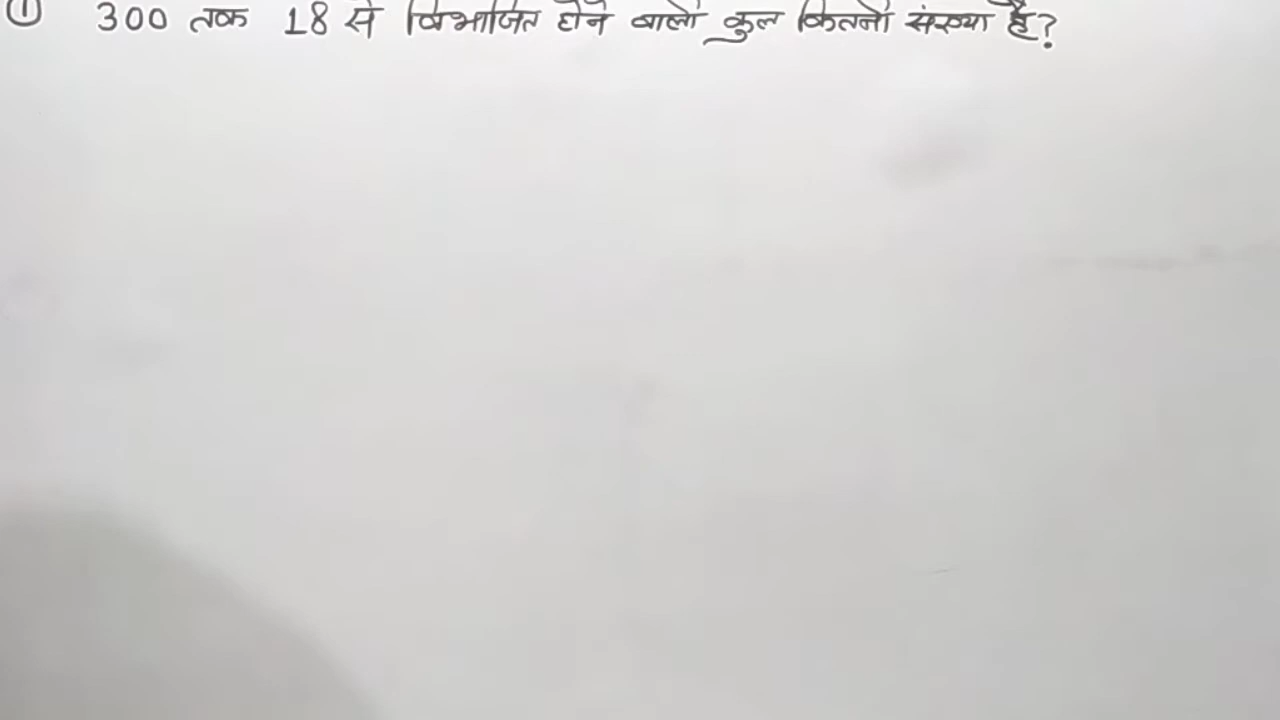 ① 300 तक 18 से विभाजित होने वाली कुल कितनी संख्या है?